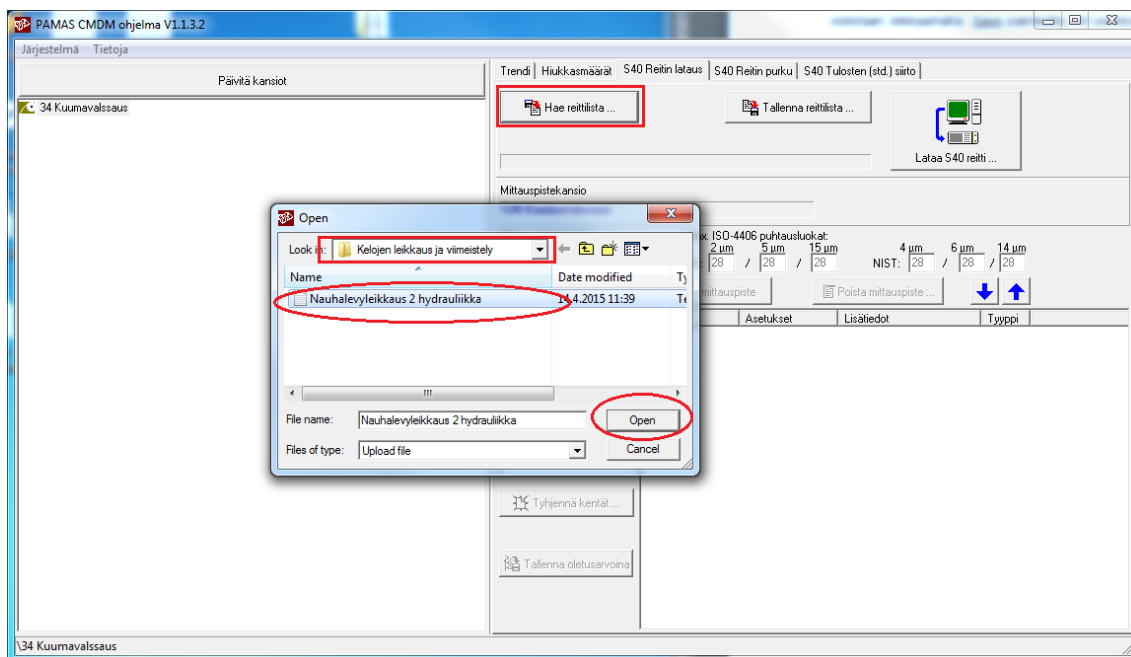 PAMAS CMDM ohjelma V1.1.3.2
Järjestelmä Tietoja
Päivitä kansiot
34 Kuumavalssaus
Trendi Hiukkasmäärät S40 Reitin lataus S40 Reitin purku S40 Tulosten (std.) siirto
Hae reittilista ...
Tallenna reittilista ...
Lataa S40 reitti ...
Mittauspistekansio
ISO-4406 puhtausluokat:
2 µm 5 µm 15 µm 4 µm 6 µm 14 µm
28 / 28 / 28 NIST: 28 / 28 / 28
mittauspiste Poista mittauspiste ...
Asetukset Lisätiedot Tyyppi
Open
Look in: Kelojen leikkaus ja viimeistely
Name Date modified Ty
Nauhalevyleikkaus 2 hydrauliikka 14.4.2015 11:39 Te
File name: Nauhalevyleikkaus 2 hydrauliikka Open
Files of type: Upload file Cancel
Tyhjennä kentät ...
Tallenna oletusarvoina
\34 Kuumavalssaus